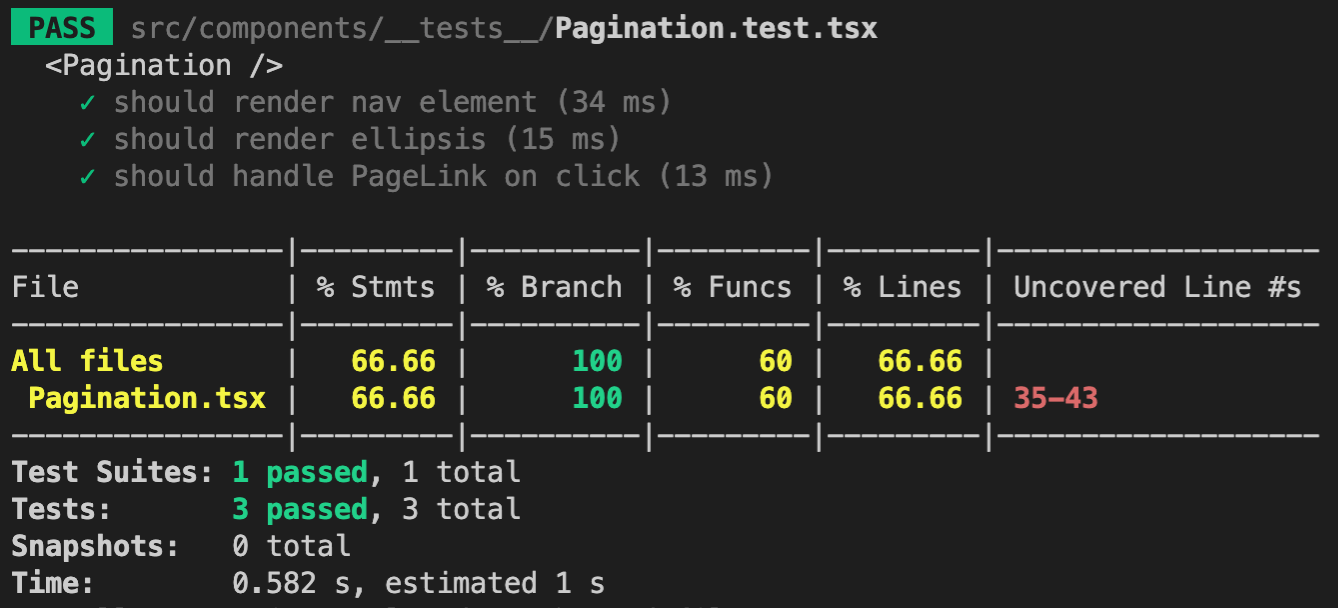 PASS src/components/__tests__/Pagination.test.tsx
<Pagination />
✓ should render nav element (34 ms)
✓ should render ellipsis (15 ms)
✓ should handle PageLink on click (13 ms)
----------------|---------|----------|---------|---------|-------------------
File | % Stmts | % Branch | % Funcs | % Lines | Uncovered Line #s
----------------|---------|----------|---------|---------|-------------------
All files | 66.66 | 100 | 60 | 66.66 |
Pagination.tsx | 66.66 | 100 | 60 | 66.66 | 35-43
----------------|---------|----------|---------|---------|-------------------
Test Suites: 1 passed, 1 total
Tests: 3 passed, 3 total
Snapshots: 0 total
Time: 0.582 s, estimated 1 s